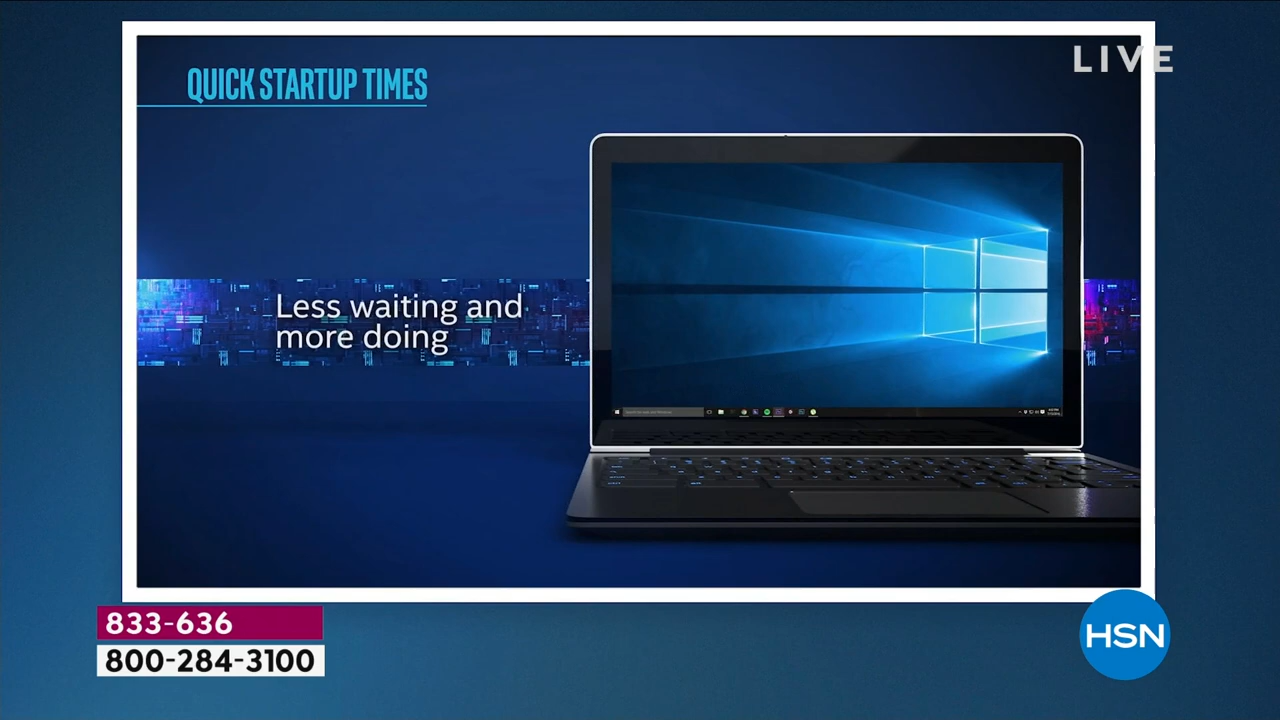 QUICK STARTUP TIMES
LIVE
Less waiting and
more doing
833-636
800-284-3100
HSN